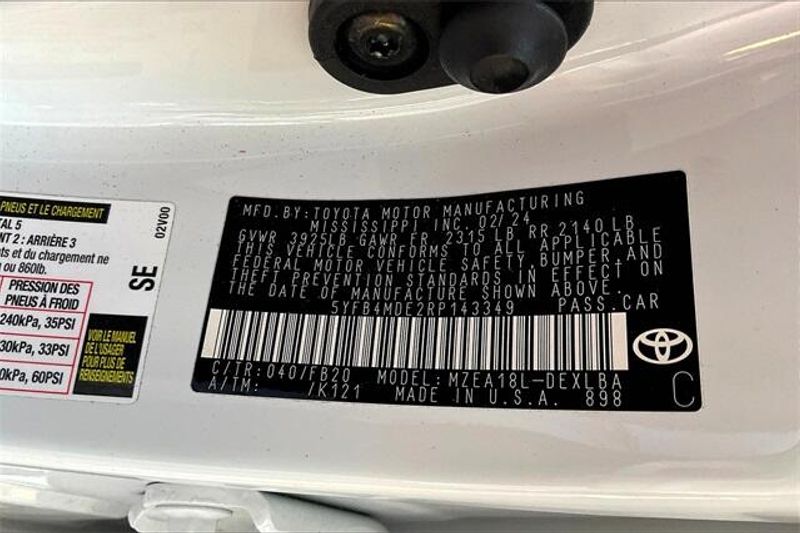 PNEUS ET LE CHARGEMENT
TAL 5
NT 2 : ARRIÈRE 3
nts et du chargement ne
ou 860lb.
PRESSION DES
PNEUS À FROID
240kPa, 35PSI
30kPa, 33PSI
0kPa, 60PSI
02V00
SE
VOIR LE MANUEL
DE L'USAGER
POUR PLUS DE
RENSEIGNEMENTS
MFD.BY: TOYOTA MOTOR MANUFACTURING
MISSISSIPPI INC. 02/24
GVWR 3925LB GAWR FR 2315LB RR 2140LB
THIS VEHICLE CONFORMS TO ALL APPLICABLE
FEDERAL MOTOR VEHICLE SAFETY, BUMPER, AND
THEFT PREVENTION STANDARDS IN EFFECT ON
THE DATE OF MANUFACTURE SHOWN ABOVE.
5YFB4MDE2RP143349 PASS.CAR
C/TR: 040/FB20 MODEL: MZEA18L-DEXLBA
A/TM: /K121 MADE IN U.S.A. 898
C